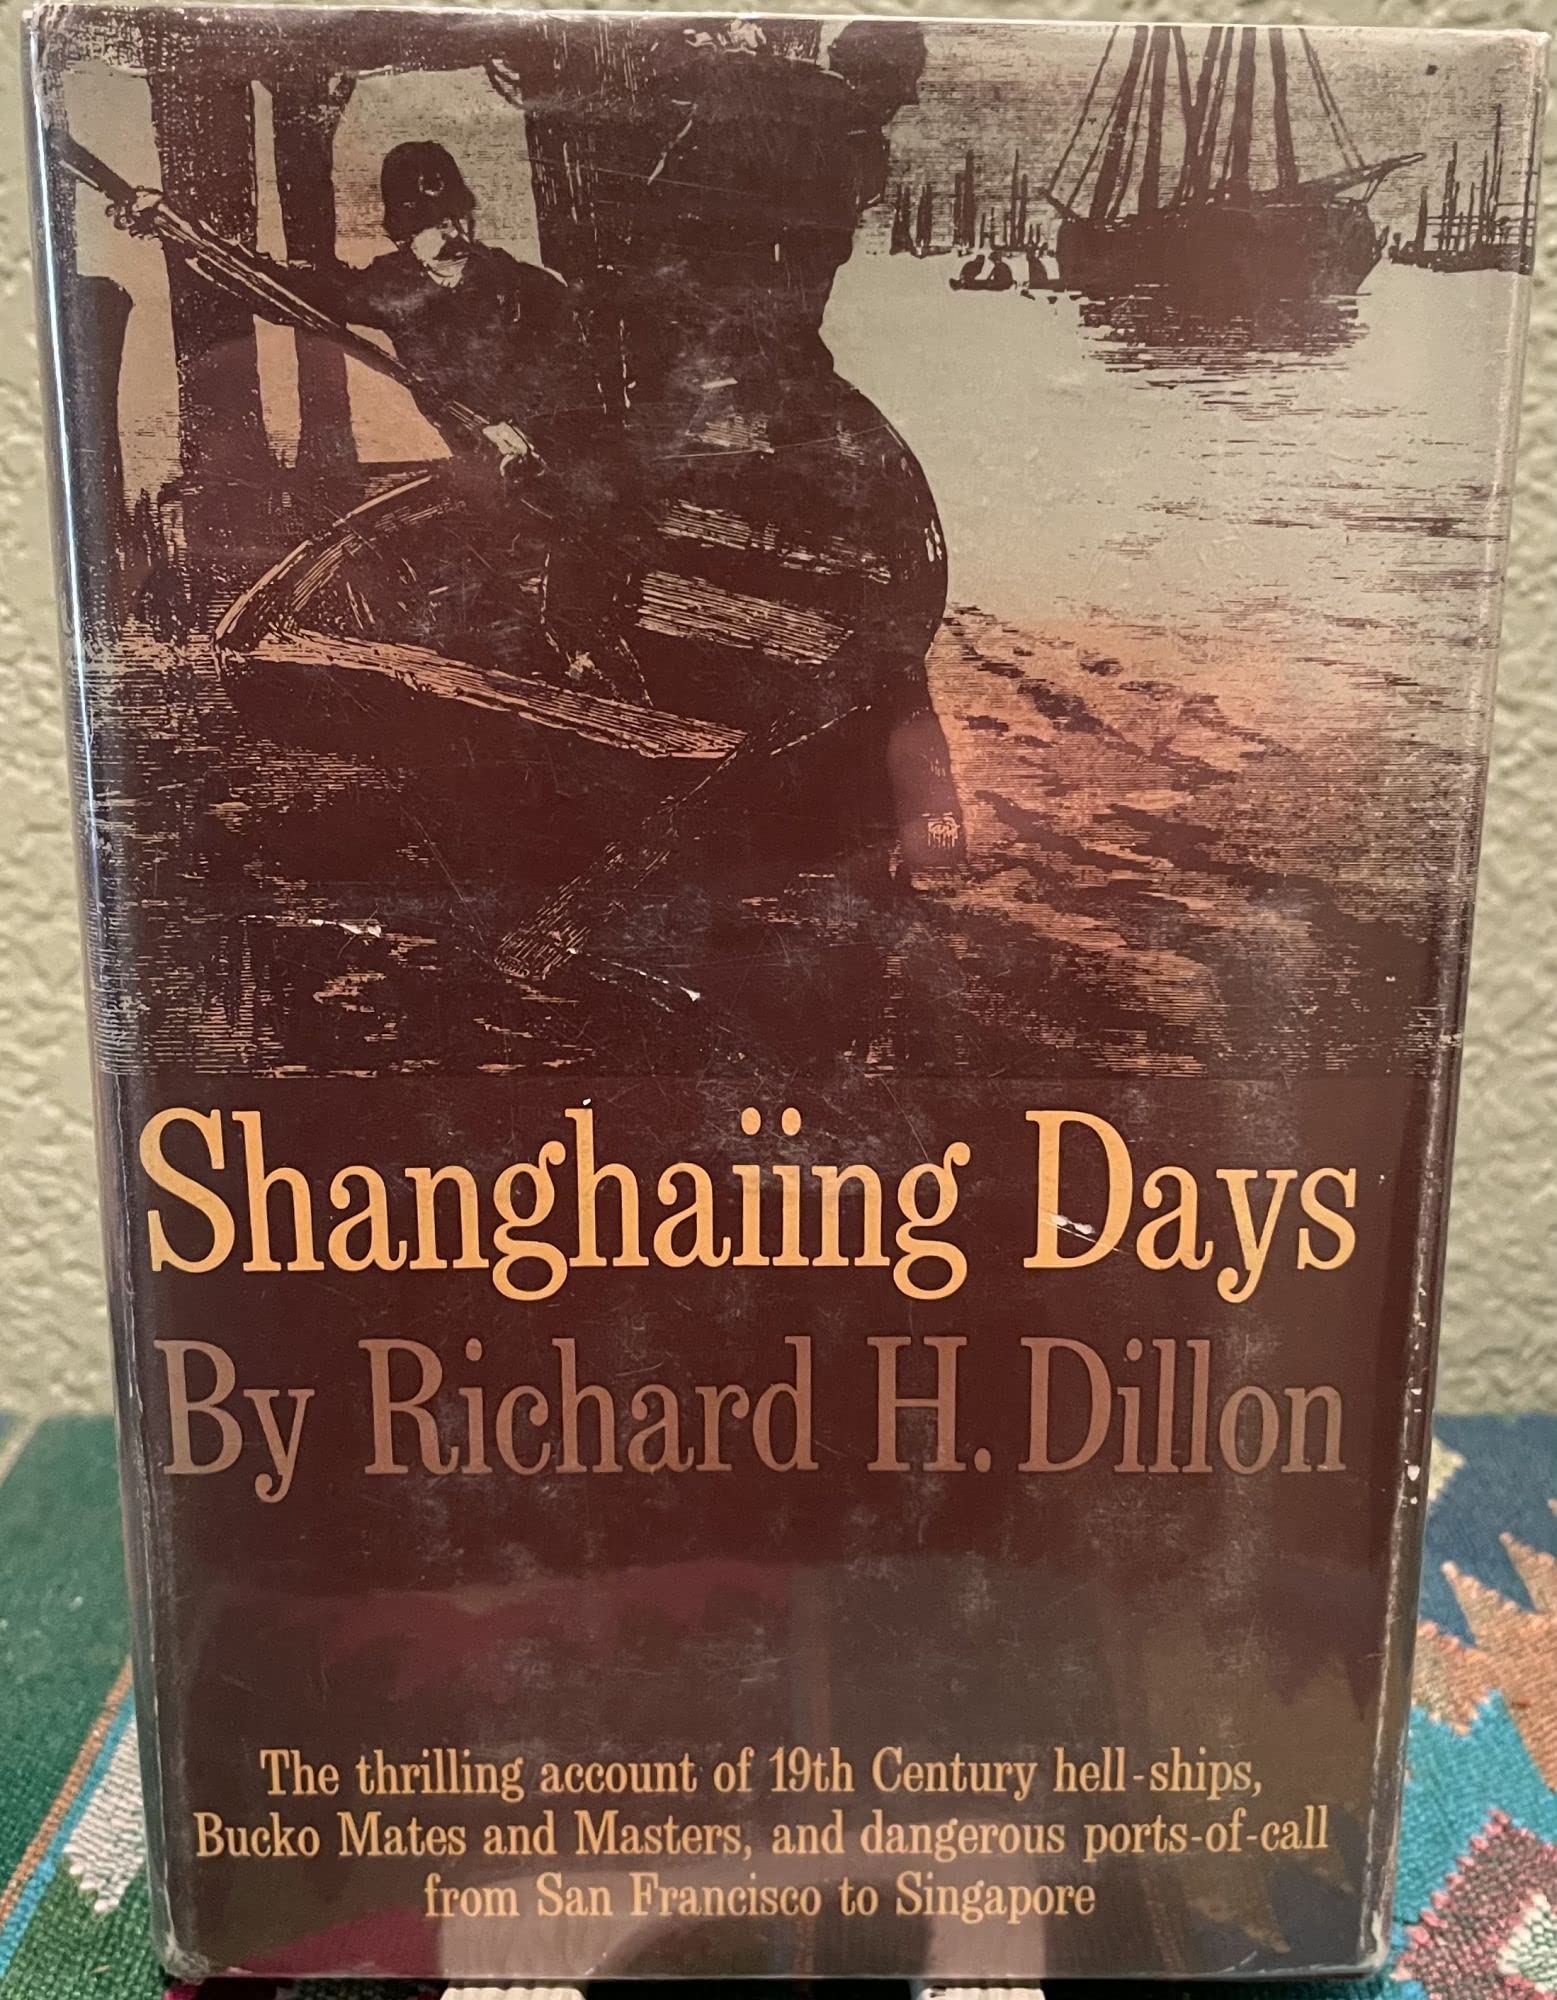 Shanghaiing Days
By Richard H. Dillon
The thrilling account of 19th Century hell-ships,
Bucko Mates and Masters, and dangerous ports-of-call
from San Francisco to Singapore